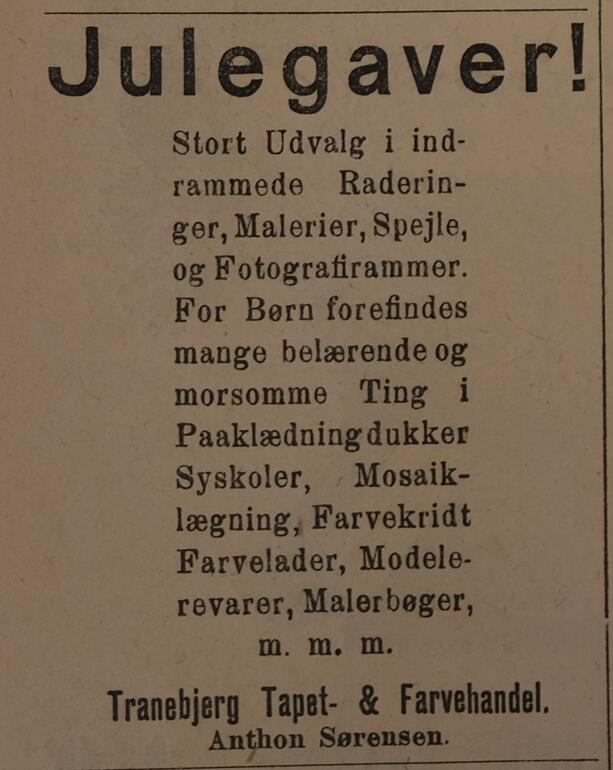 Julegaver!
Stort Udvalg i ind-
rammede Raderin-
ger, Malerier, Spejle,
og Fotografirammer.
For Børn forefindes
mange belærende og
morsomme Ting i
Paaklædningdukker
Syskoler, Mosaik-
lægning, Farvekridt
Farvelader, Modele-
revarer, Malerbøger,
m. m. m.
Tranebjerg Tapet- & Farvehandel.
Anthon Sørensen.